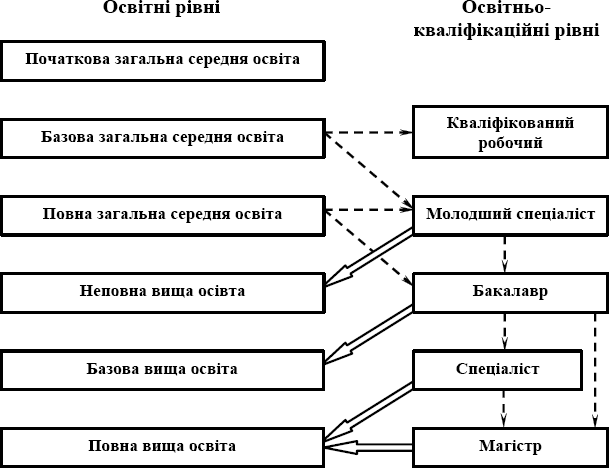 Освітні рівні
Освітньо-
кваліфікаційні рівні
Початкова загальна середня освіта
Базова загальна середня освіта
Кваліфікований
робочий
Повна загальна середня освіта
Молодший спеціаліст
Неповна вища осівта
Бакалавр
Базова вища освіта
Спеціаліст
Повна вища освіта
Магістр